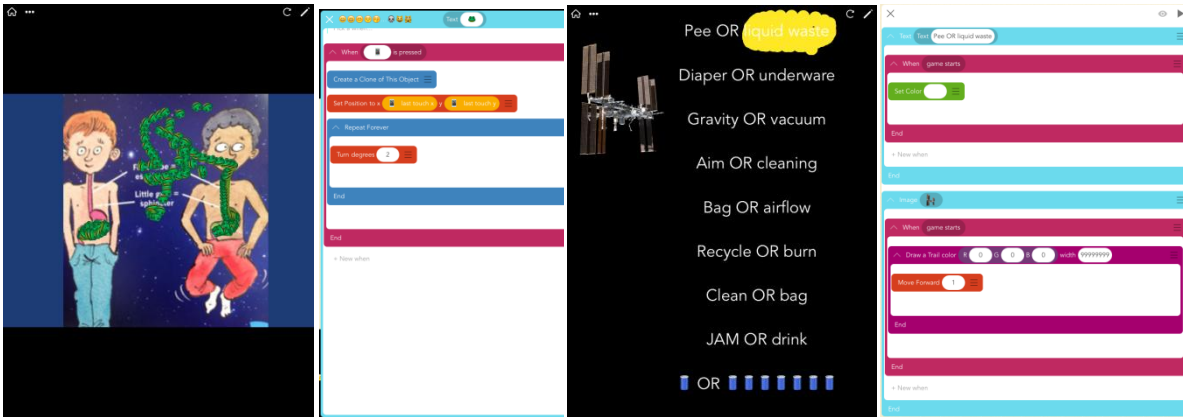 Text
When is pressed
Create a Clone of This Object
Set Position to x last touch x y last touch y
Repeat Forever
Turn degrees 2
End
End
+ New when
Little =
Pee OR liquid waste
Diaper OR underware
Gravity OR vacuum
Aim OR cleaning
Bag OR airflow
Recycle OR burn
Clean OR bag
JAM OR drink
OR
Text Text Pee OR liquid waste
When game starts
Set Color
End
+ New when
End
Image
When game starts
Draw a Trail color R 0 G 0 B 0 width 99999999
Move Forward 1
End
End
+ New when
End